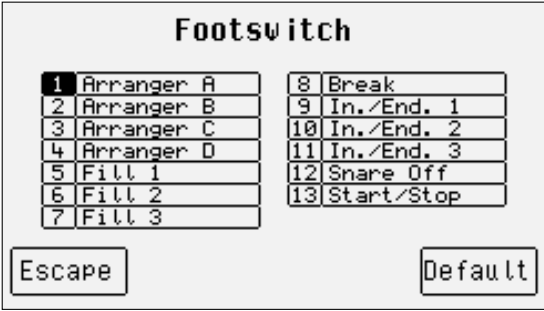 Footswitch
1 Arranger A
2 Arranger B
3 Arranger C
4 Arranger D
5 Fill 1
6 Fill 2
7 Fill 3
8 Break
9 In./End. 1
10 In./End. 2
11 In./End. 3
12 Snare Off
13 Start/Stop
Escape
Default